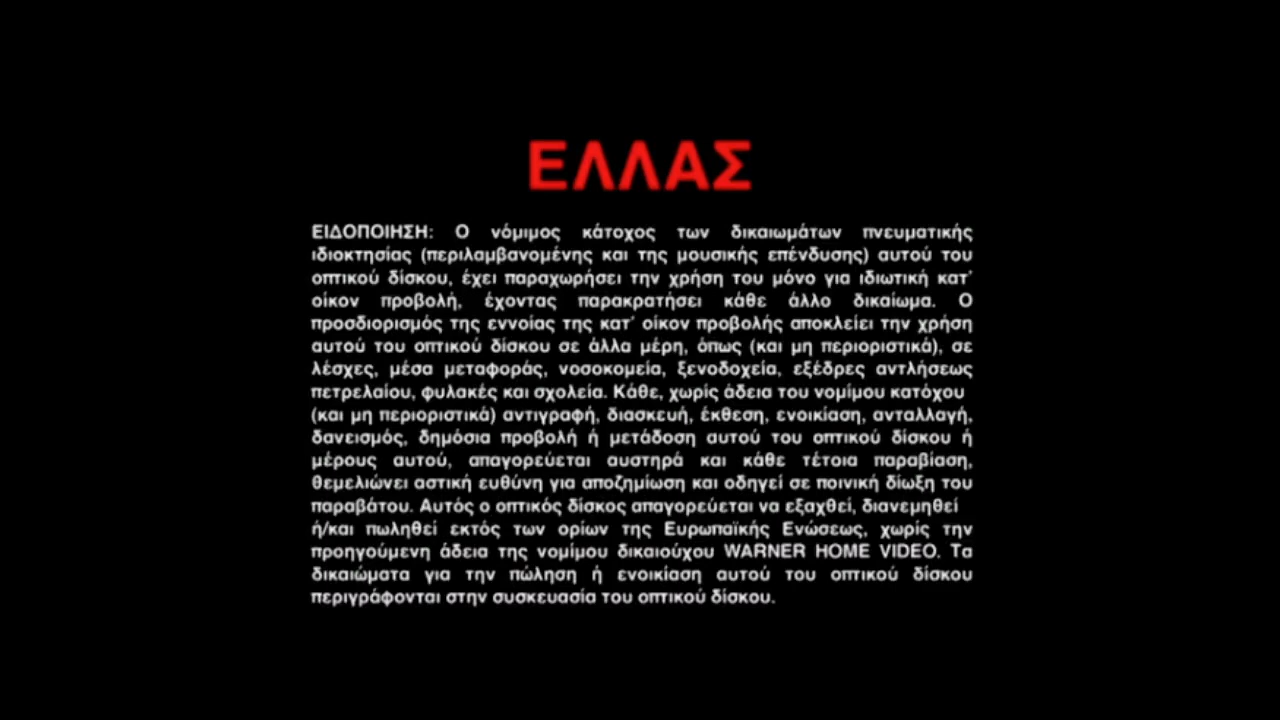 ΕΛΛΑΣ
ΕΙΔΟΠΟΙΗΣΗ: Ο νόμιμος κάτοχος των δικαιωμάτων πνευματικής
ιδιοκτησίας (περιλαμβανομένης και της μουσικής επένδυσης) αυτού του
οπτικού δίσκου, έχει παραχωρήσει την χρήση του μόνο για ιδιωτική κατ'
οίκον προβολή, έχοντας παρακρατήσει κάθε άλλο δικαίωμα. Ο
προσδιορισμός της εννοίας της κατ' οίκον προβολής αποκλείει την χρήση
αυτού του οπτικού δίσκου σε άλλα μέρη, όπως (και μη περιοριστικά), σε
λέσχες, μέσα μεταφοράς, νοσοκομεία, ξενοδοχεία, εξέδρες αντλήσεως
πετρελαίου, φυλακές και σχολεία. Κάθε, χωρίς άδεια του νομίμου κατόχου
(και μη περιοριστικά) αντιγραφή, διασκευή, έκθεση, ενοικίαση, ανταλλαγή,
δανεισμός, δημόσια προβολή ή μετάδοση αυτού του οπτικού δίσκου ή
μέρους αυτού, απαγορεύεται αυστηρά και κάθε τέτοια παραβίαση,
θεμελιώνει αστική ευθύνη για αποζημίωση και οδηγεί σε ποινική δίωξη του
παραβάτου. Αυτός ο οπτικός δίσκος απαγορεύεται να εξαχθεί, διανεμηθεί
ή/και πωληθεί εκτός των ορίων της Ευρωπαϊκής Ενώσεως, χωρίς την
προηγούμενη άδεια της νομίμου δικαιούχου WARNER HOME VIDEO. Τα
δικαιώματα για την πώληση ή ενοικίαση αυτού του οπτικού δίσκου
περιγράφονται στην συσκευασία του οπτικού δίσκου.